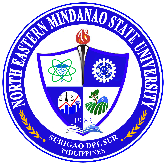 NORTH EASTERN MINDANAO STATE UNIVERSITY
SURIGAO DEL SUR
PHILIPPINES